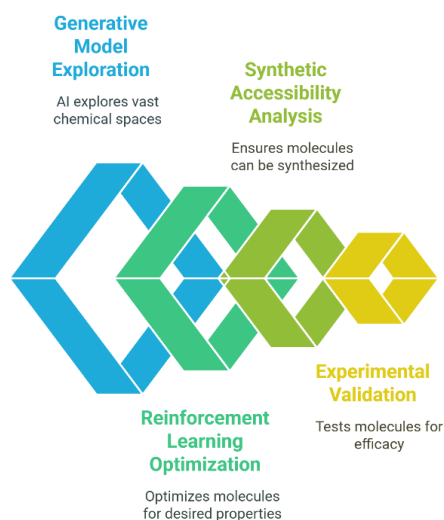 Generative
Model
Exploration
AI explores vast
chemical spaces
Synthetic
Accessibility
Analysis
Ensures molecules
can be synthesized
Reinforcement
Learning
Optimization
Optimizes molecules
for desired properties
Experimental
Validation
Tests molecules for
efficacy